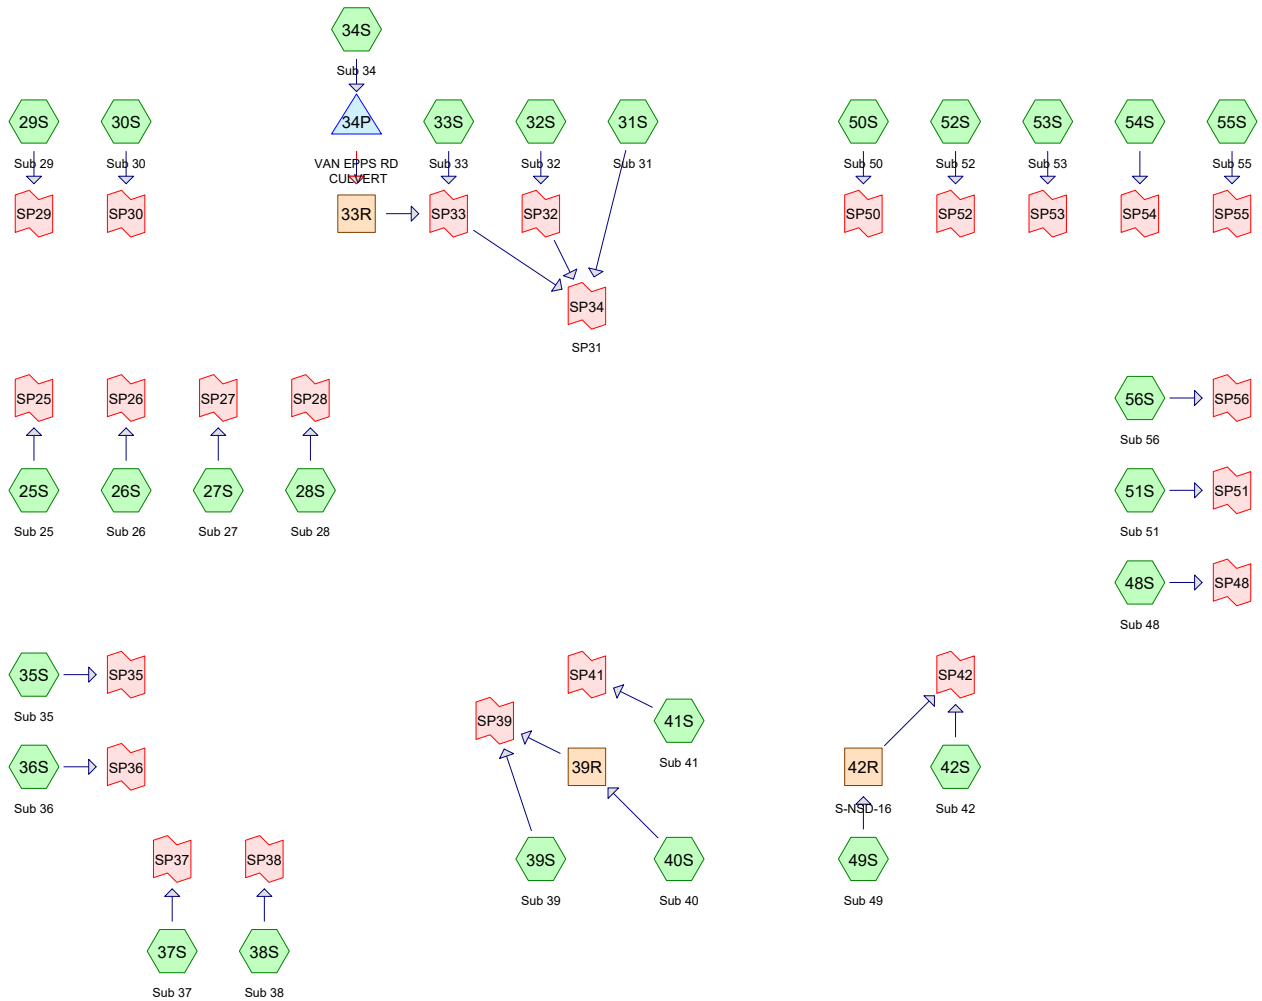 34S
Sub 34
29S
30S
34P
33S
32S
31S
50S
52S
53S
54S
55S
Sub 29
Sub 30
VAN EPPS RD
CULVERT
Sub 33
Sub 32
Sub 31
Sub 50
Sub 52
Sub 53
Sub 54
Sub 55
SP29
SP30
33R
SP33
SP32
SP50
SP52
SP53
SP54
SP55
SP34
SP31
SP25
SP26
SP27
SP28
56S
SP56
Sub 56
25S
26S
27S
28S
51S
SP51
Sub 25
Sub 26
Sub 27
Sub 28
Sub 51
48S
SP48
Sub 48
35S
SP35
SP41
SP42
Sub 35
SP39
41S
Sub 41
36S
SP36
39R
42R
42S
Sub 36
S-NSD-16
Sub 42
SP37
SP38
39S
40S
49S
Sub 39
Sub 40
Sub 49
37S
38S
Sub 37
Sub 38